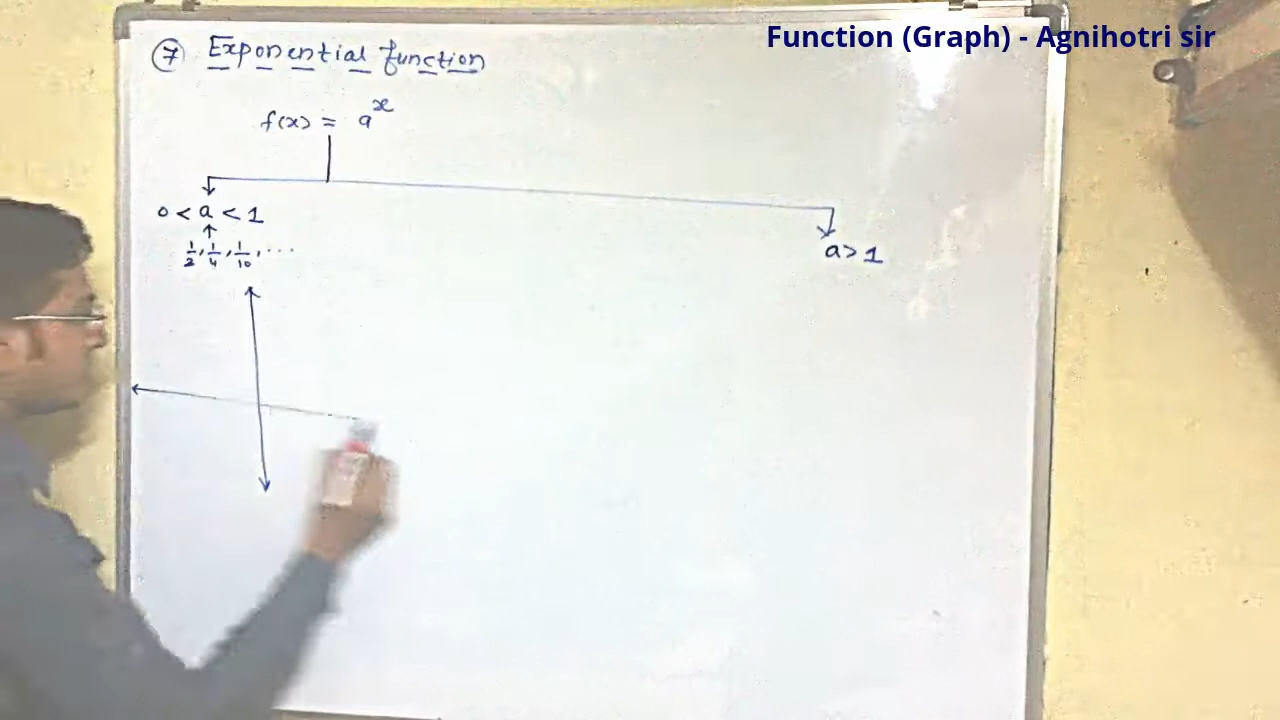 Function (Graph) - Agnihotri sir
⑦ Exponential function
f(x) = a^x
0 < a < 1
a > 1
↑
1/2, 1/4, 1/10, ...